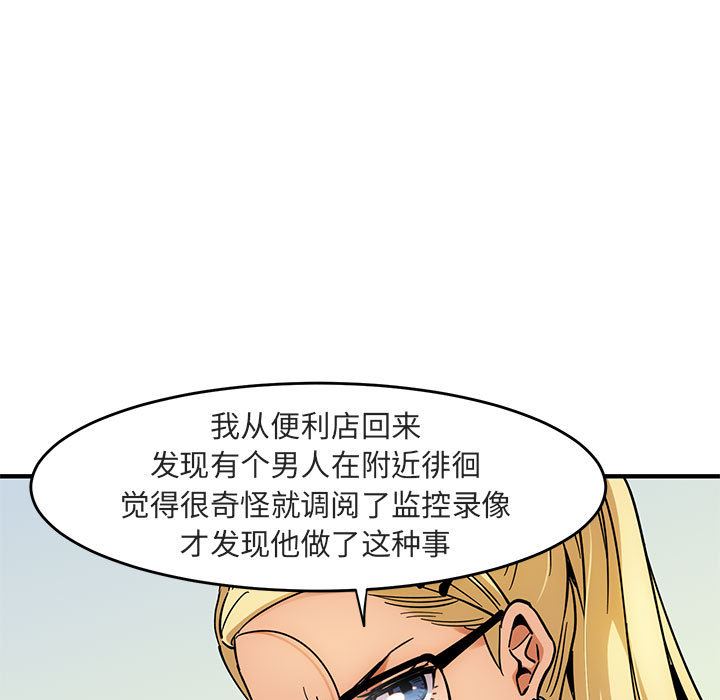 我从便利店回来
发现有个男人在附近徘徊
觉得很奇怪就调阅了监控录像
才发现他做了这种事